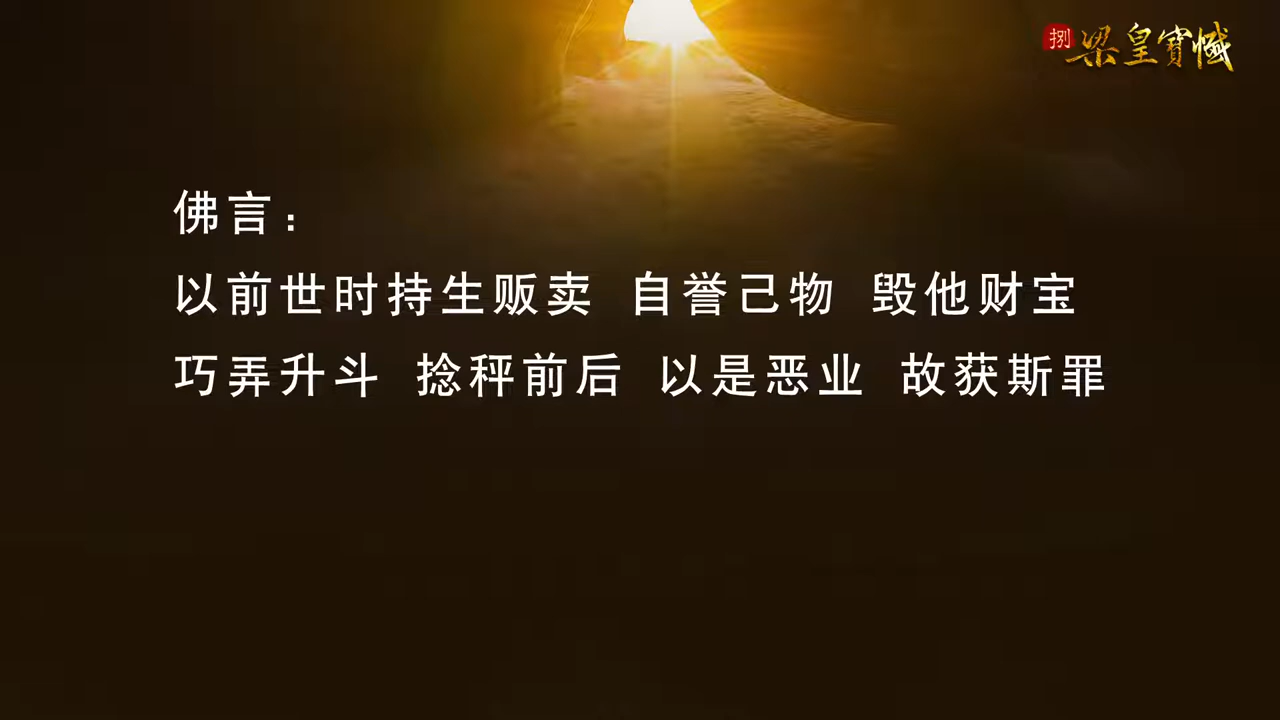 捌 梁皇寶懺
佛言：
以前世时持生贩卖 自誉己物 毁他财宝
巧弄升斗 捻秤前后 以是恶业 故获斯罪